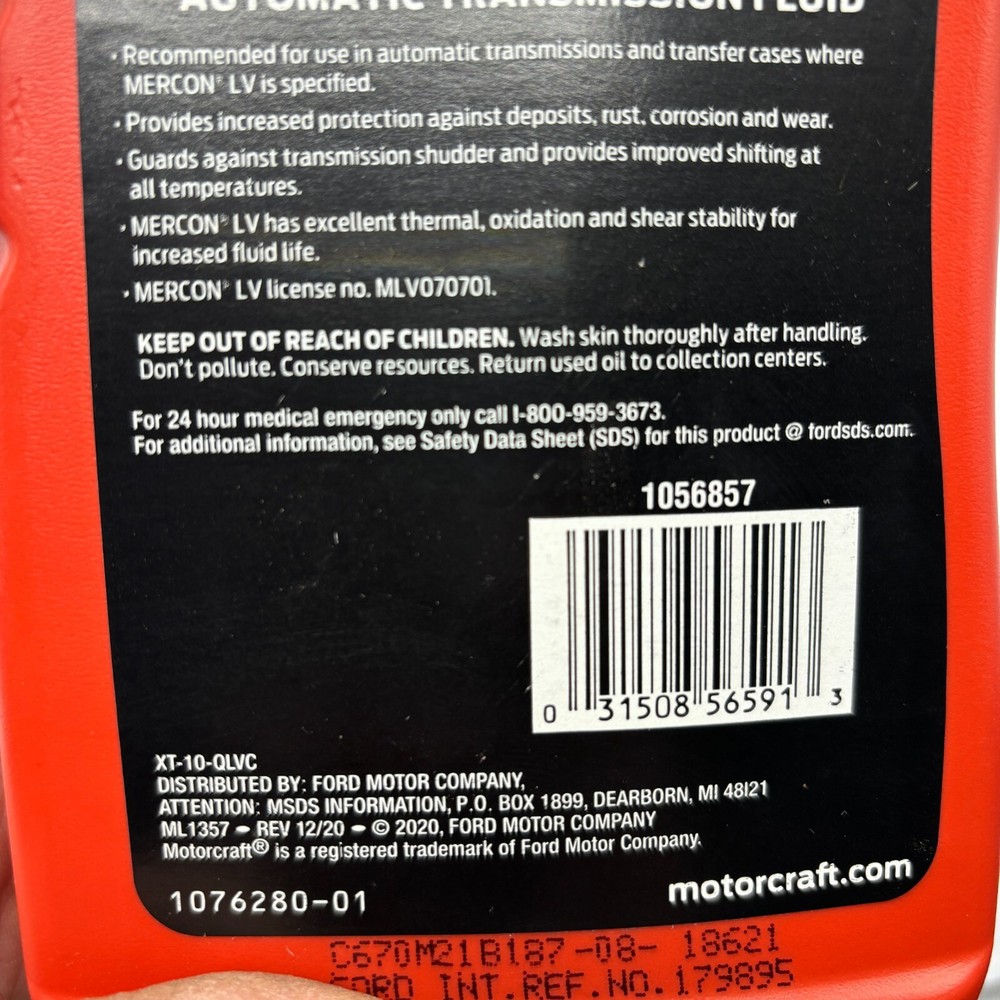 AUTOMATIC TRANSMISSION FLUID
• Recommended for use in automatic transmissions and transfer cases where
MERCON® LV is specified.
• Provides increased protection against deposits, rust, corrosion and wear.
• Guards against transmission shudder and provides improved shifting at
all temperatures.
• MERCON® LV has excellent thermal, oxidation and shear stability for
increased fluid life.
• MERCON® LV license no. MLV070701.
KEEP OUT OF REACH OF CHILDREN. Wash skin thoroughly after handling.
Don't pollute. Conserve resources. Return used oil to collection centers.
For 24 hour medical emergency only call 1-800-959-3673.
For additional information, see Safety Data Sheet (SDS) for this product @ fordsds.com.
1056857
0 31508 56591 3
XT-10-QLVC
DISTRIBUTED BY: FORD MOTOR COMPANY,
ATTENTION: MSDS INFORMATION, P.O. BOX 1899, DEARBORN, MI 48121
ML1357 – REV 12/20 – © 2020, FORD MOTOR COMPANY
Motorcraft® is a registered trademark of Ford Motor Company.
motorcraft.com
1076280-01
C670M21B187-08- 18621
FORD INT.REF.NO.179895